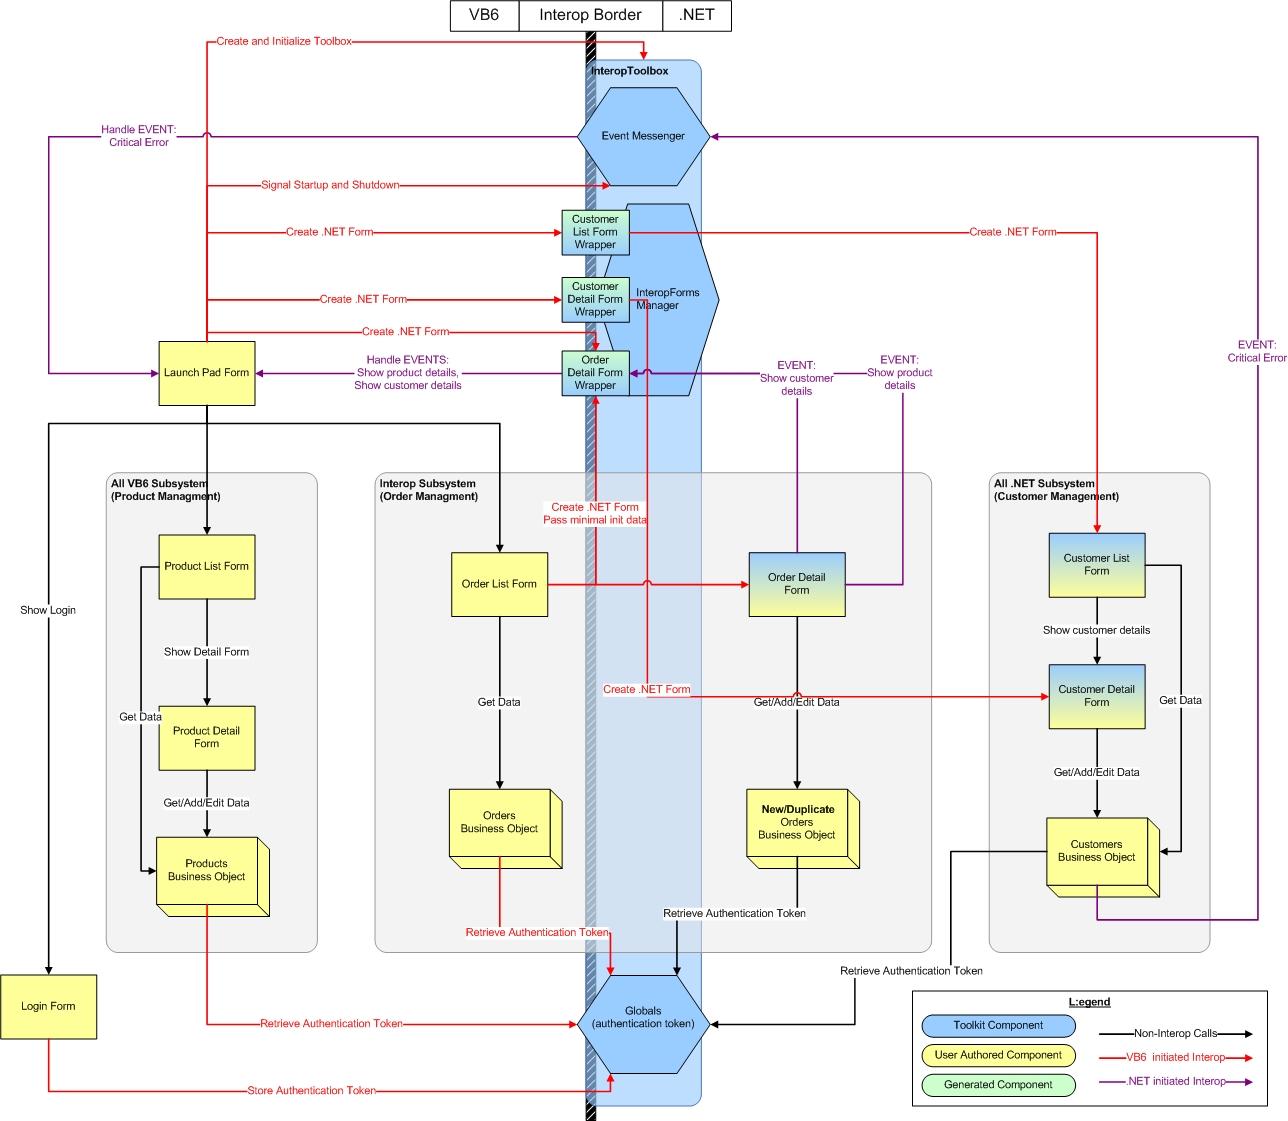 VB6
Interop Border
.NET
Create and Initialize Toolbox
InteropToolbox
Handle EVENT:
Critical Error
Event Messenger
Signal Startup and Shutdown
Customer
List Form
Wrapper
Create .NET Form
Create .NET Form
Customer
Detail Form
Wrapper
InteropForms
Manager
Create .NET Form
Create .NET Form
Launch Pad Form
Handle EVENTS:
Show product details,
Show customer details
Order
Detail Form
Wrapper
EVENT:
Show customer
details
EVENT:
Show product
details
EVENT:
Critical Error
All VB6 Subsystem
(Product Managment)
Interop Subsystem
(Order Managment)
All .NET Subsystem
(Customer Management)
Create .NET Form
Pass minimal init data
Product List Form
Order List Form
Order Detail
Form
Customer List
Form
Show Login
Show Detail Form
Show customer details
Get Data
Product Detail
Form
Get Data
Create .NET Form
Get/Add/Edit Data
Customer Detail
Form
Get Data
Get/Add/Edit Data
Get/Add/Edit Data
Products
Business Object
Orders
Business Object
New/Duplicate
Orders
Business Object
Customers
Business Object
Retrieve Authentication Token
Retrieve Authentication Token
Retrieve Authentication Token
Login Form
Retrieve Authentication Token
Globals
(authentication token)
Store Authentication Token
L:egend
Toolkit Component
User Authored Component
Generated Component
Non-Interop Calls
VB6 initiated Interop
.NET initiated Interop